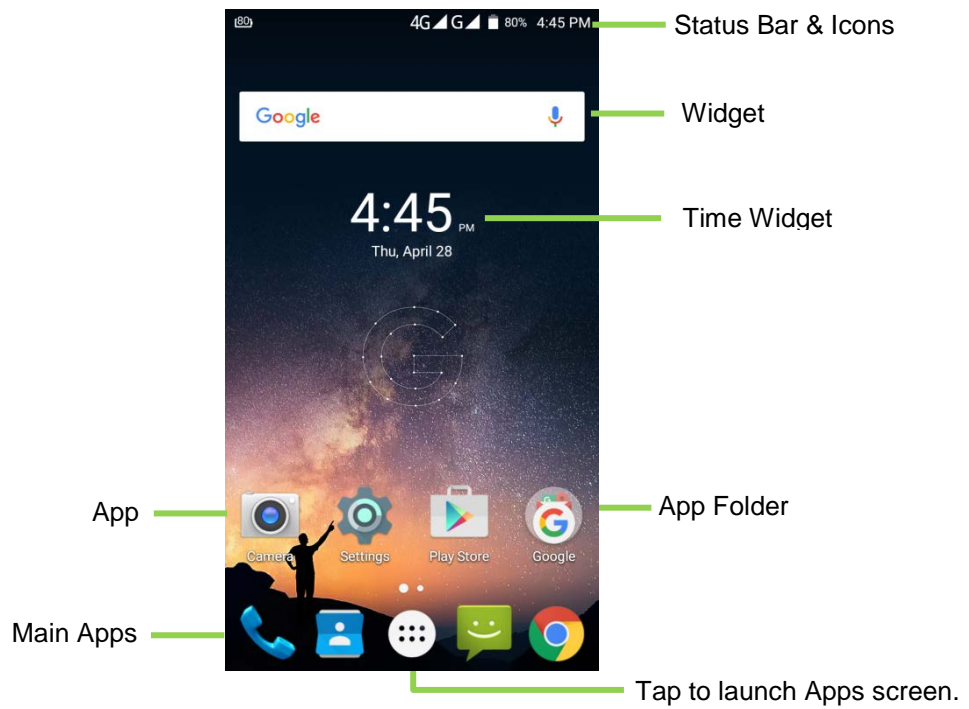 80
4G G 80% 4:45 PM
Status Bar & Icons
Google
Widget
4:45 PM
Time Widget
Thu, April 28
App
App Folder
Camera
Settings
Play Store
Google
Main Apps
Tap to launch Apps screen.